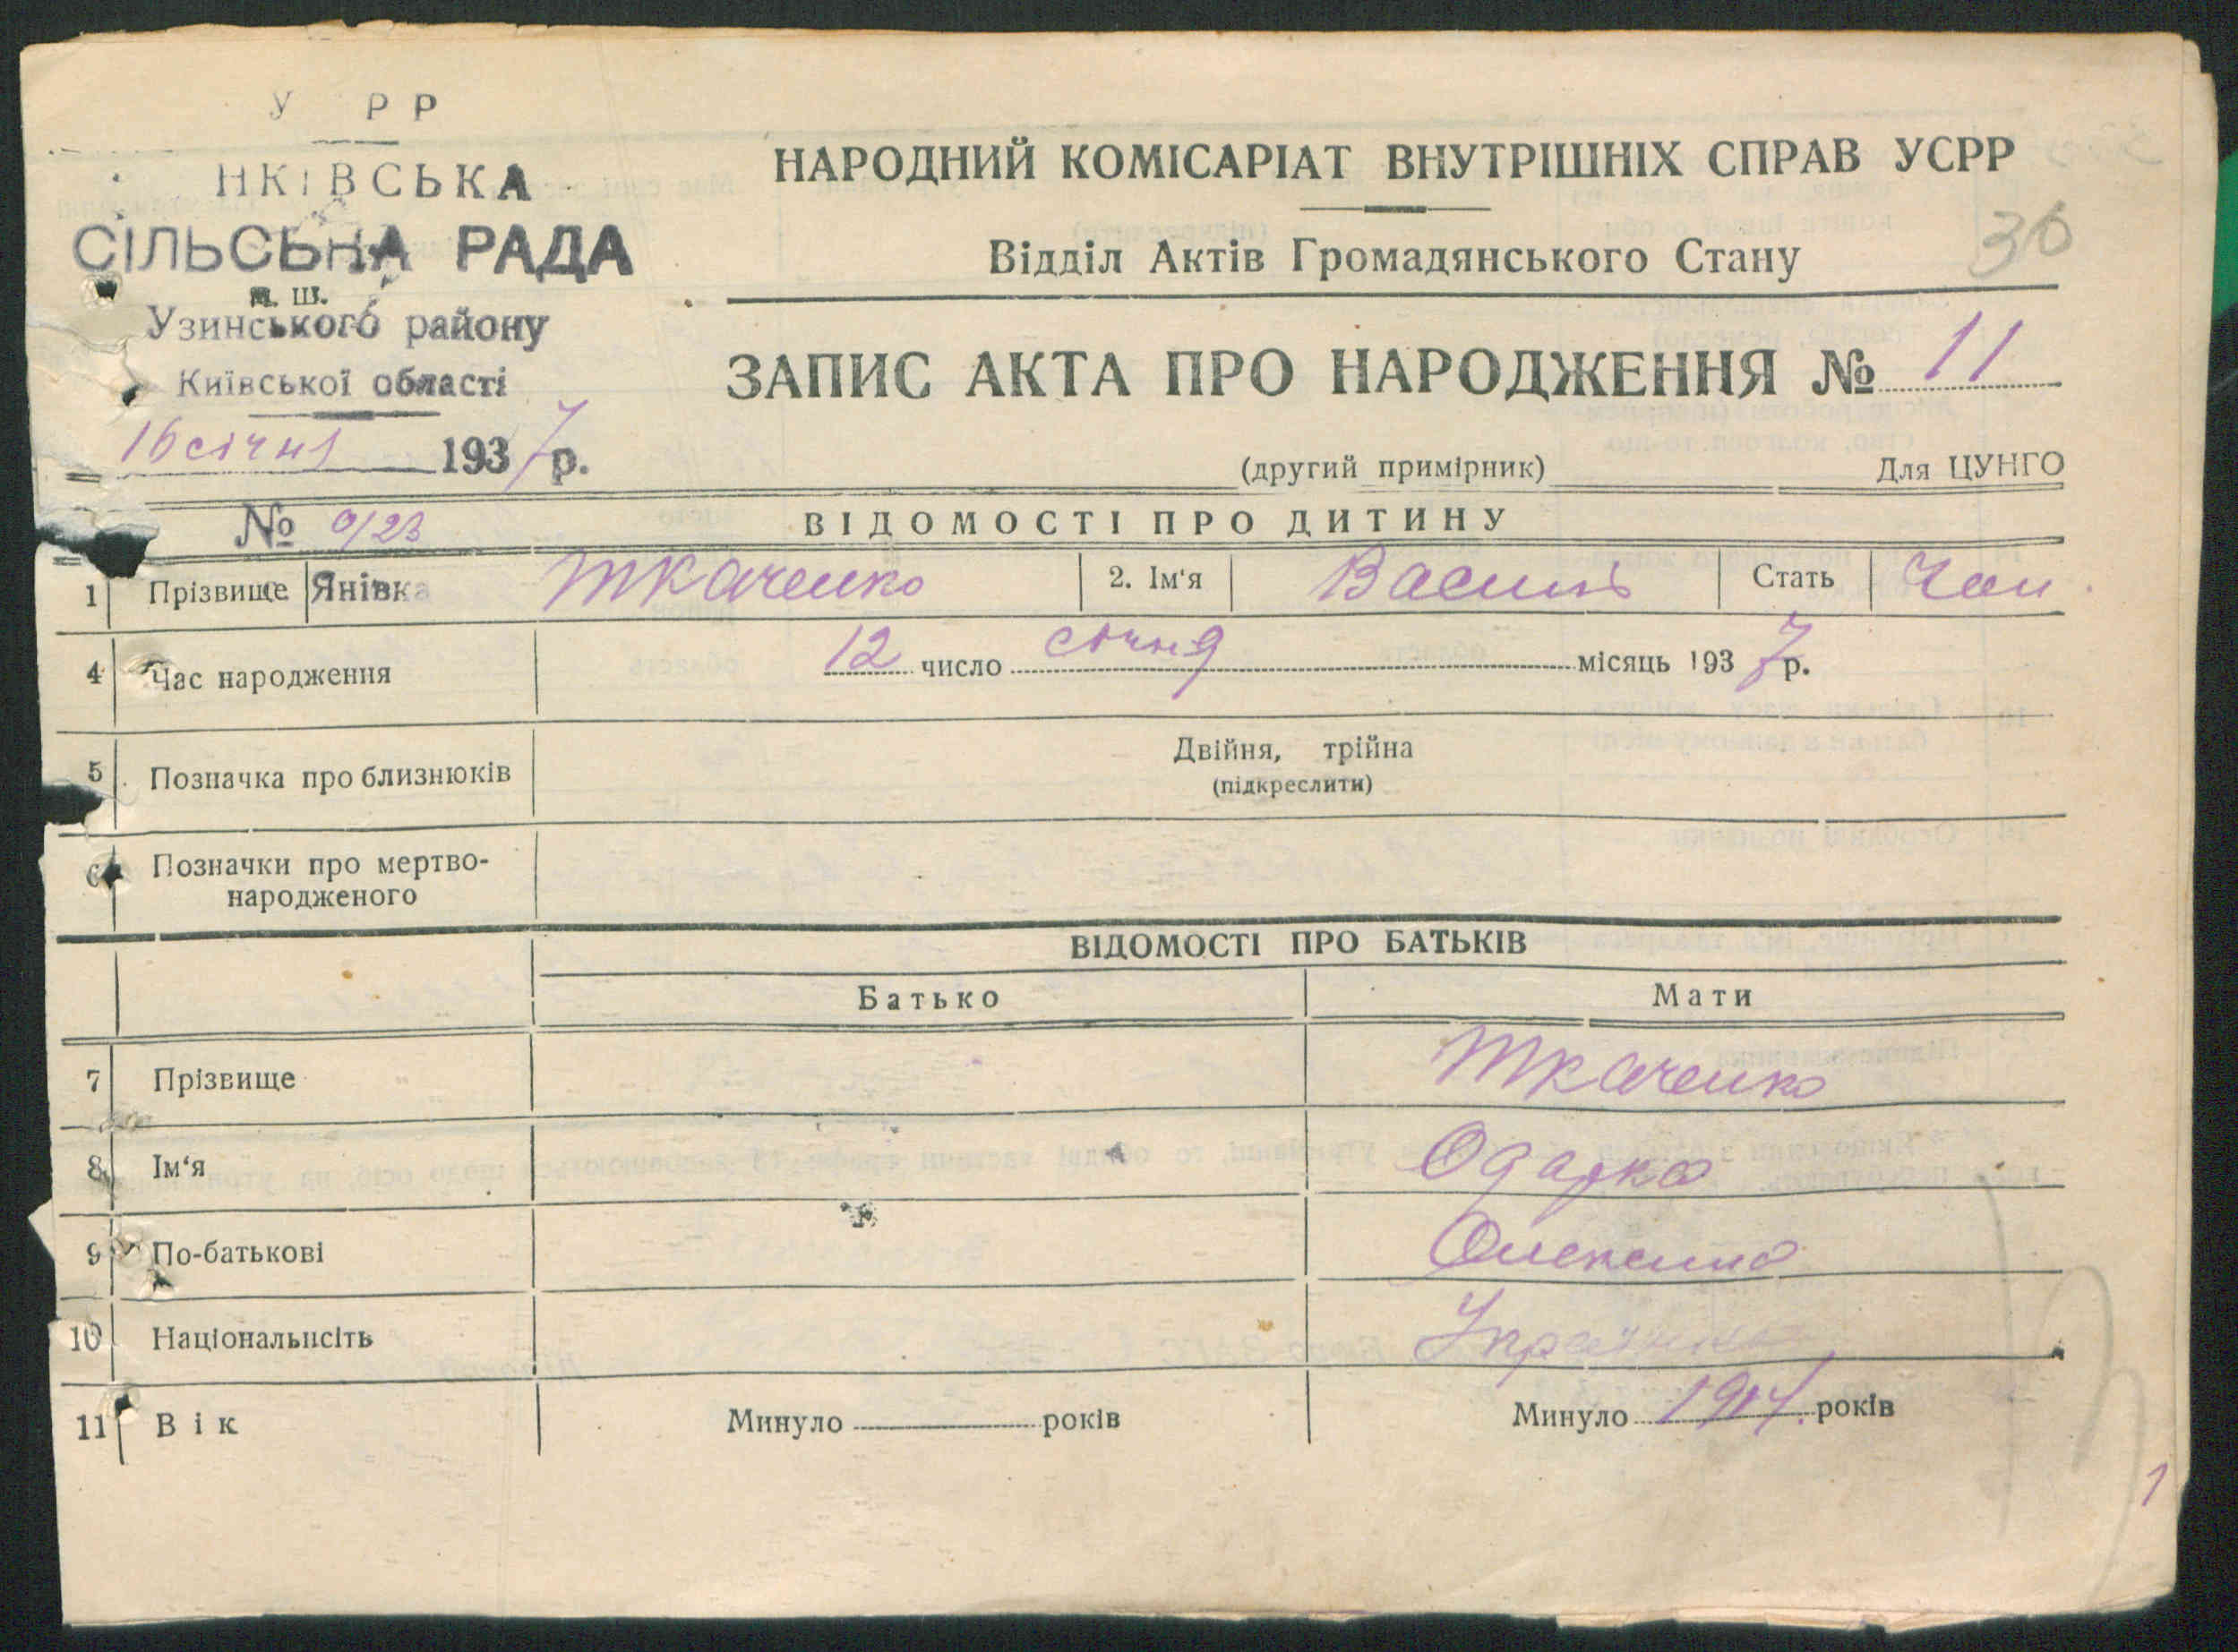 У РР
НКІВСЬКА
СІЛЬСЬНА РАДА
п. ш.
Узинського району
Київської області
16 січня 1937 р.
№ 0/23
НАРОДНИЙ КОМІСАРІАТ ВНУТРІШНІХ СПРАВ УСРР
30
Відділ Актів Громадянського Стану
ЗАПИС АКТА ПРО НАРОДЖЕННЯ № 11
(другий примірник) Для ЦУНГО
ВІДОМОСТІ ПРО ДИТИНУ
1 Прізвище Янівка Ткаченко 2. Ім'я Василь Стать Чол.
4 Час народження 12 число січня місяць 1937 р.
5 Позначка про близнюків Двійня, трійна
(підкреслити)
6 Позначки про мертво-
народженого
ВІДОМОСТІ ПРО БАТЬКІВ
Батько Мати
7 Прізвище Ткаченко
8 Ім'я Одарка
9 По-батькові Олексина
10 Національнсіть Українка
11 Вік Минуло років Минуло 1914. років
1